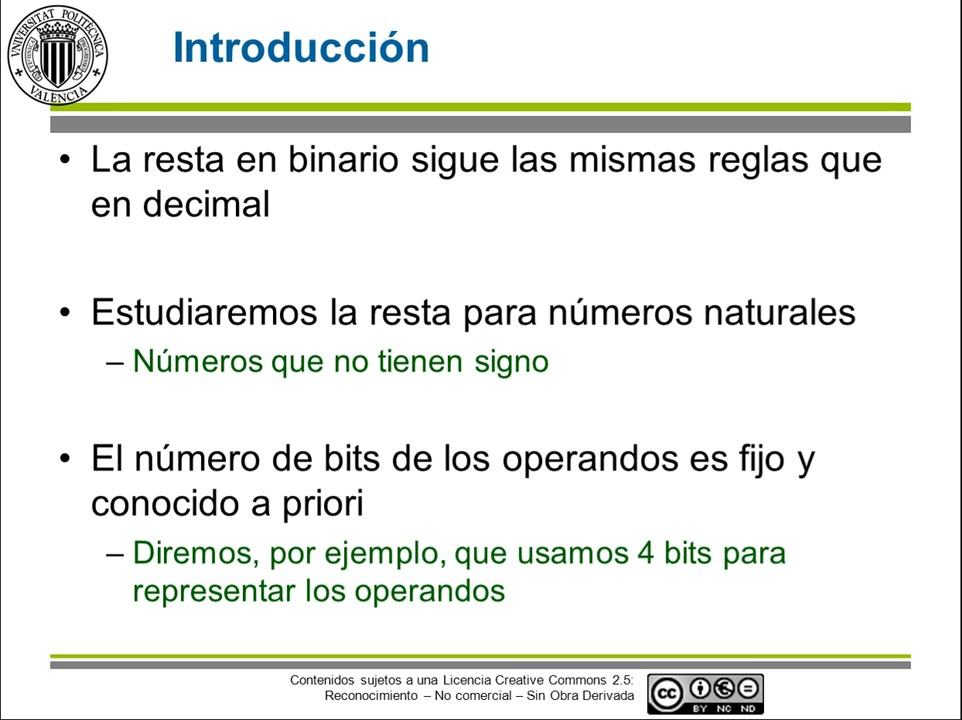 UNIVERSITAT POLITÈCNICA
VALENCIA
Introducción
• La resta en binario sigue las mismas reglas que
en decimal
• Estudiaremos la resta para números naturales
– Números que no tienen signo
• El número de bits de los operandos es fijo y
conocido a priori
– Diremos, por ejemplo, que usamos 4 bits para
representar los operandos
Contenidos sujetos a una Licencia Creative Commons 2.5:
Reconocimiento – No comercial – Sin Obra Derivada
cc
BY NC ND